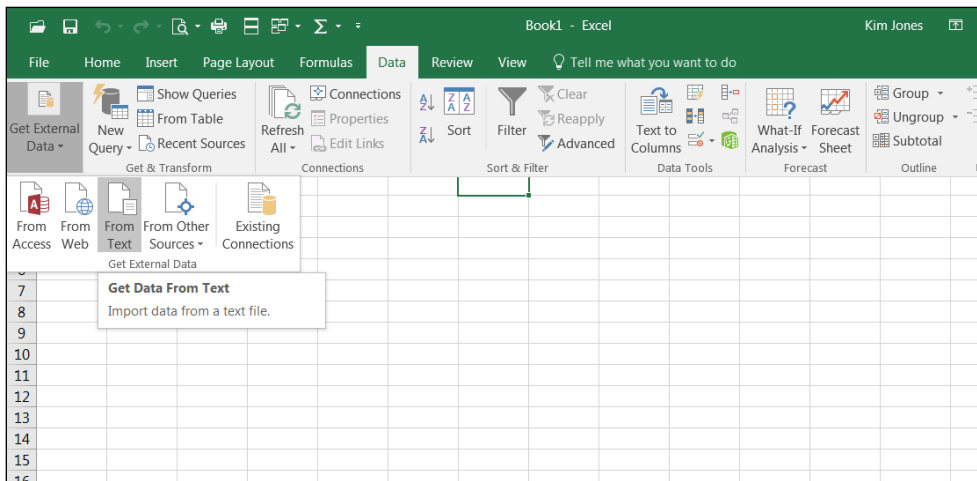 Book1 - Excel
Kim Jones
File Home Insert Page Layout Formulas Data Review View Tell me what you want to do
Get External Data
New Query
Show Queries
From Table
Recent Sources
Get & Transform
Refresh All
Connections
Properties
Edit Links
Connections
Sort
Filter
Clear
Reapply
Advanced
Sort & Filter
Text to Columns
Data Tools
What-If Analysis
Forecast Sheet
Forecast
Group
Ungroup
Subtotal
Outline
From Access
From Web
From Text
From Other Sources
Existing Connections
Get External Data
Get Data From Text
Import data from a text file.
7
8
9
10
11
12
13
14
15
16